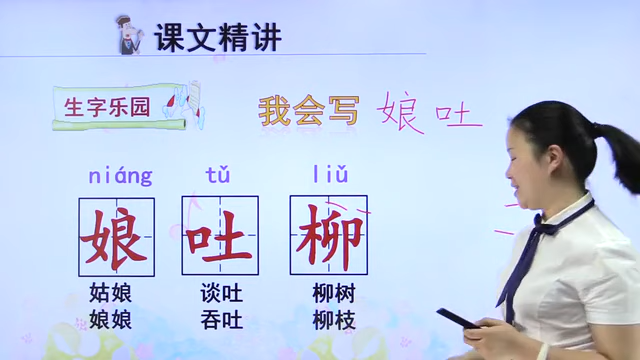 课文精讲
生字乐园
我会写 娘吐
niáng tǔ liǔ
娘 吐 柳
姑娘 谈吐 柳树
娘娘 吞吐 柳枝